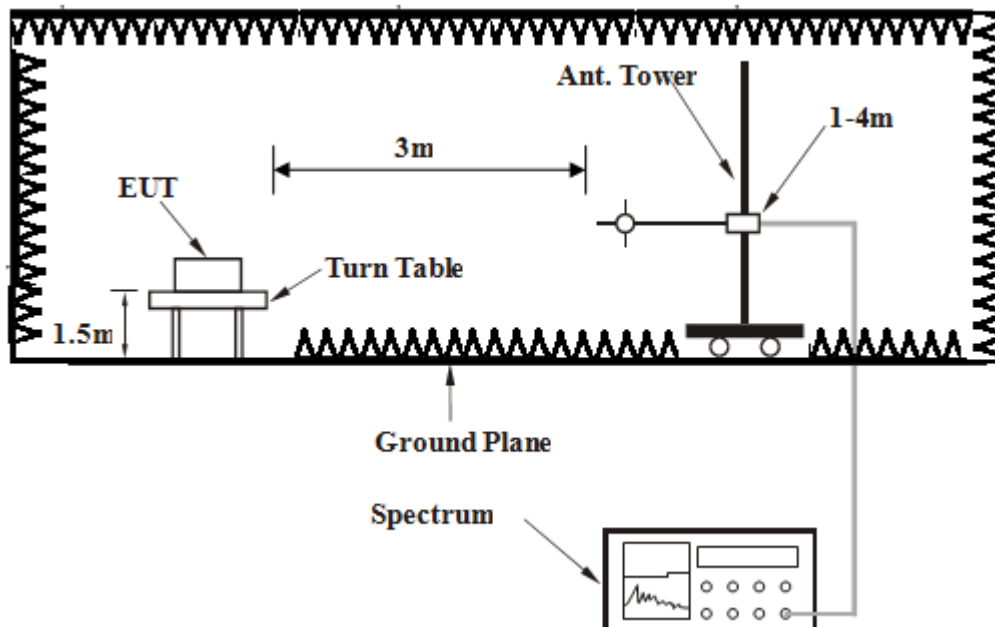 Ant. Tower
1-4m
3m
EUT
Turn Table
1.5m
Ground Plane
Spectrum